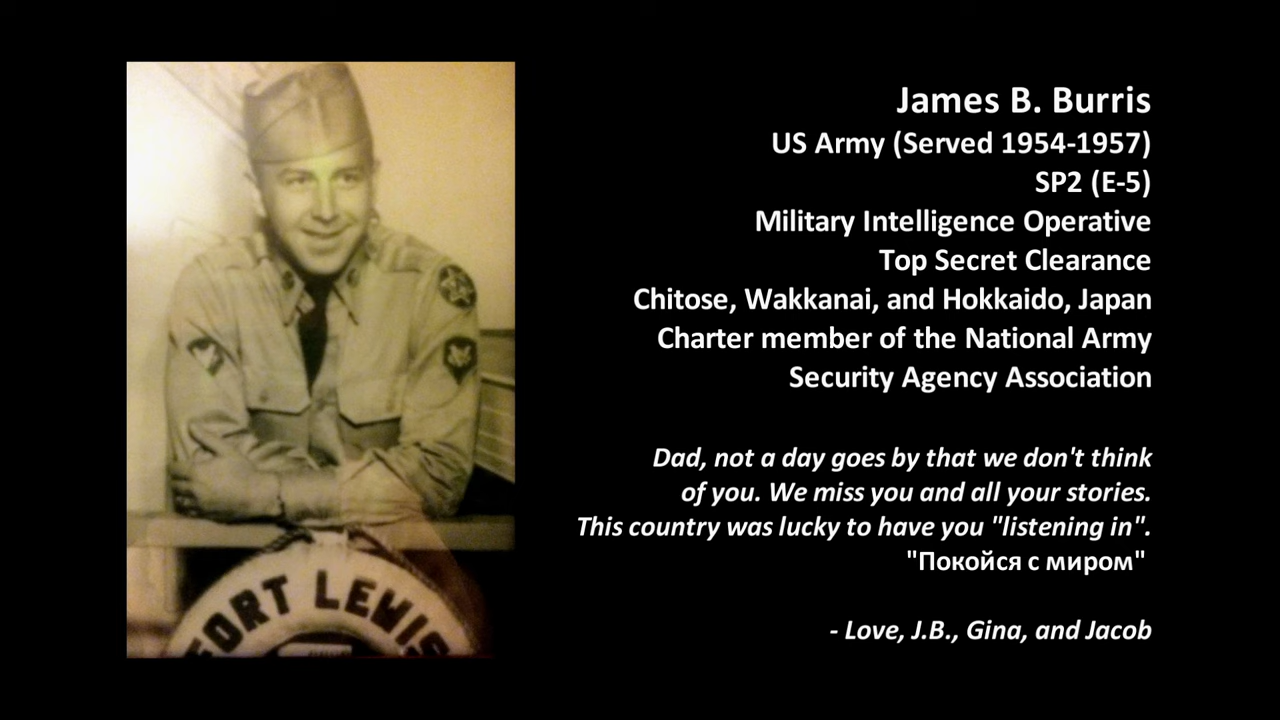 James B. Burris
US Army (Served 1954-1957)
SP2 (E-5)
Military Intelligence Operative
Top Secret Clearance
Chitose, Wakkanai, and Hokkaido, Japan
Charter member of the National Army
Security Agency Association
Dad, not a day goes by that we don't think
of you. We miss you and all your stories.
This country was lucky to have you "listening in".
"Покойся с миром"
- Love, J.B., Gina, and Jacob
FORT LEWIS